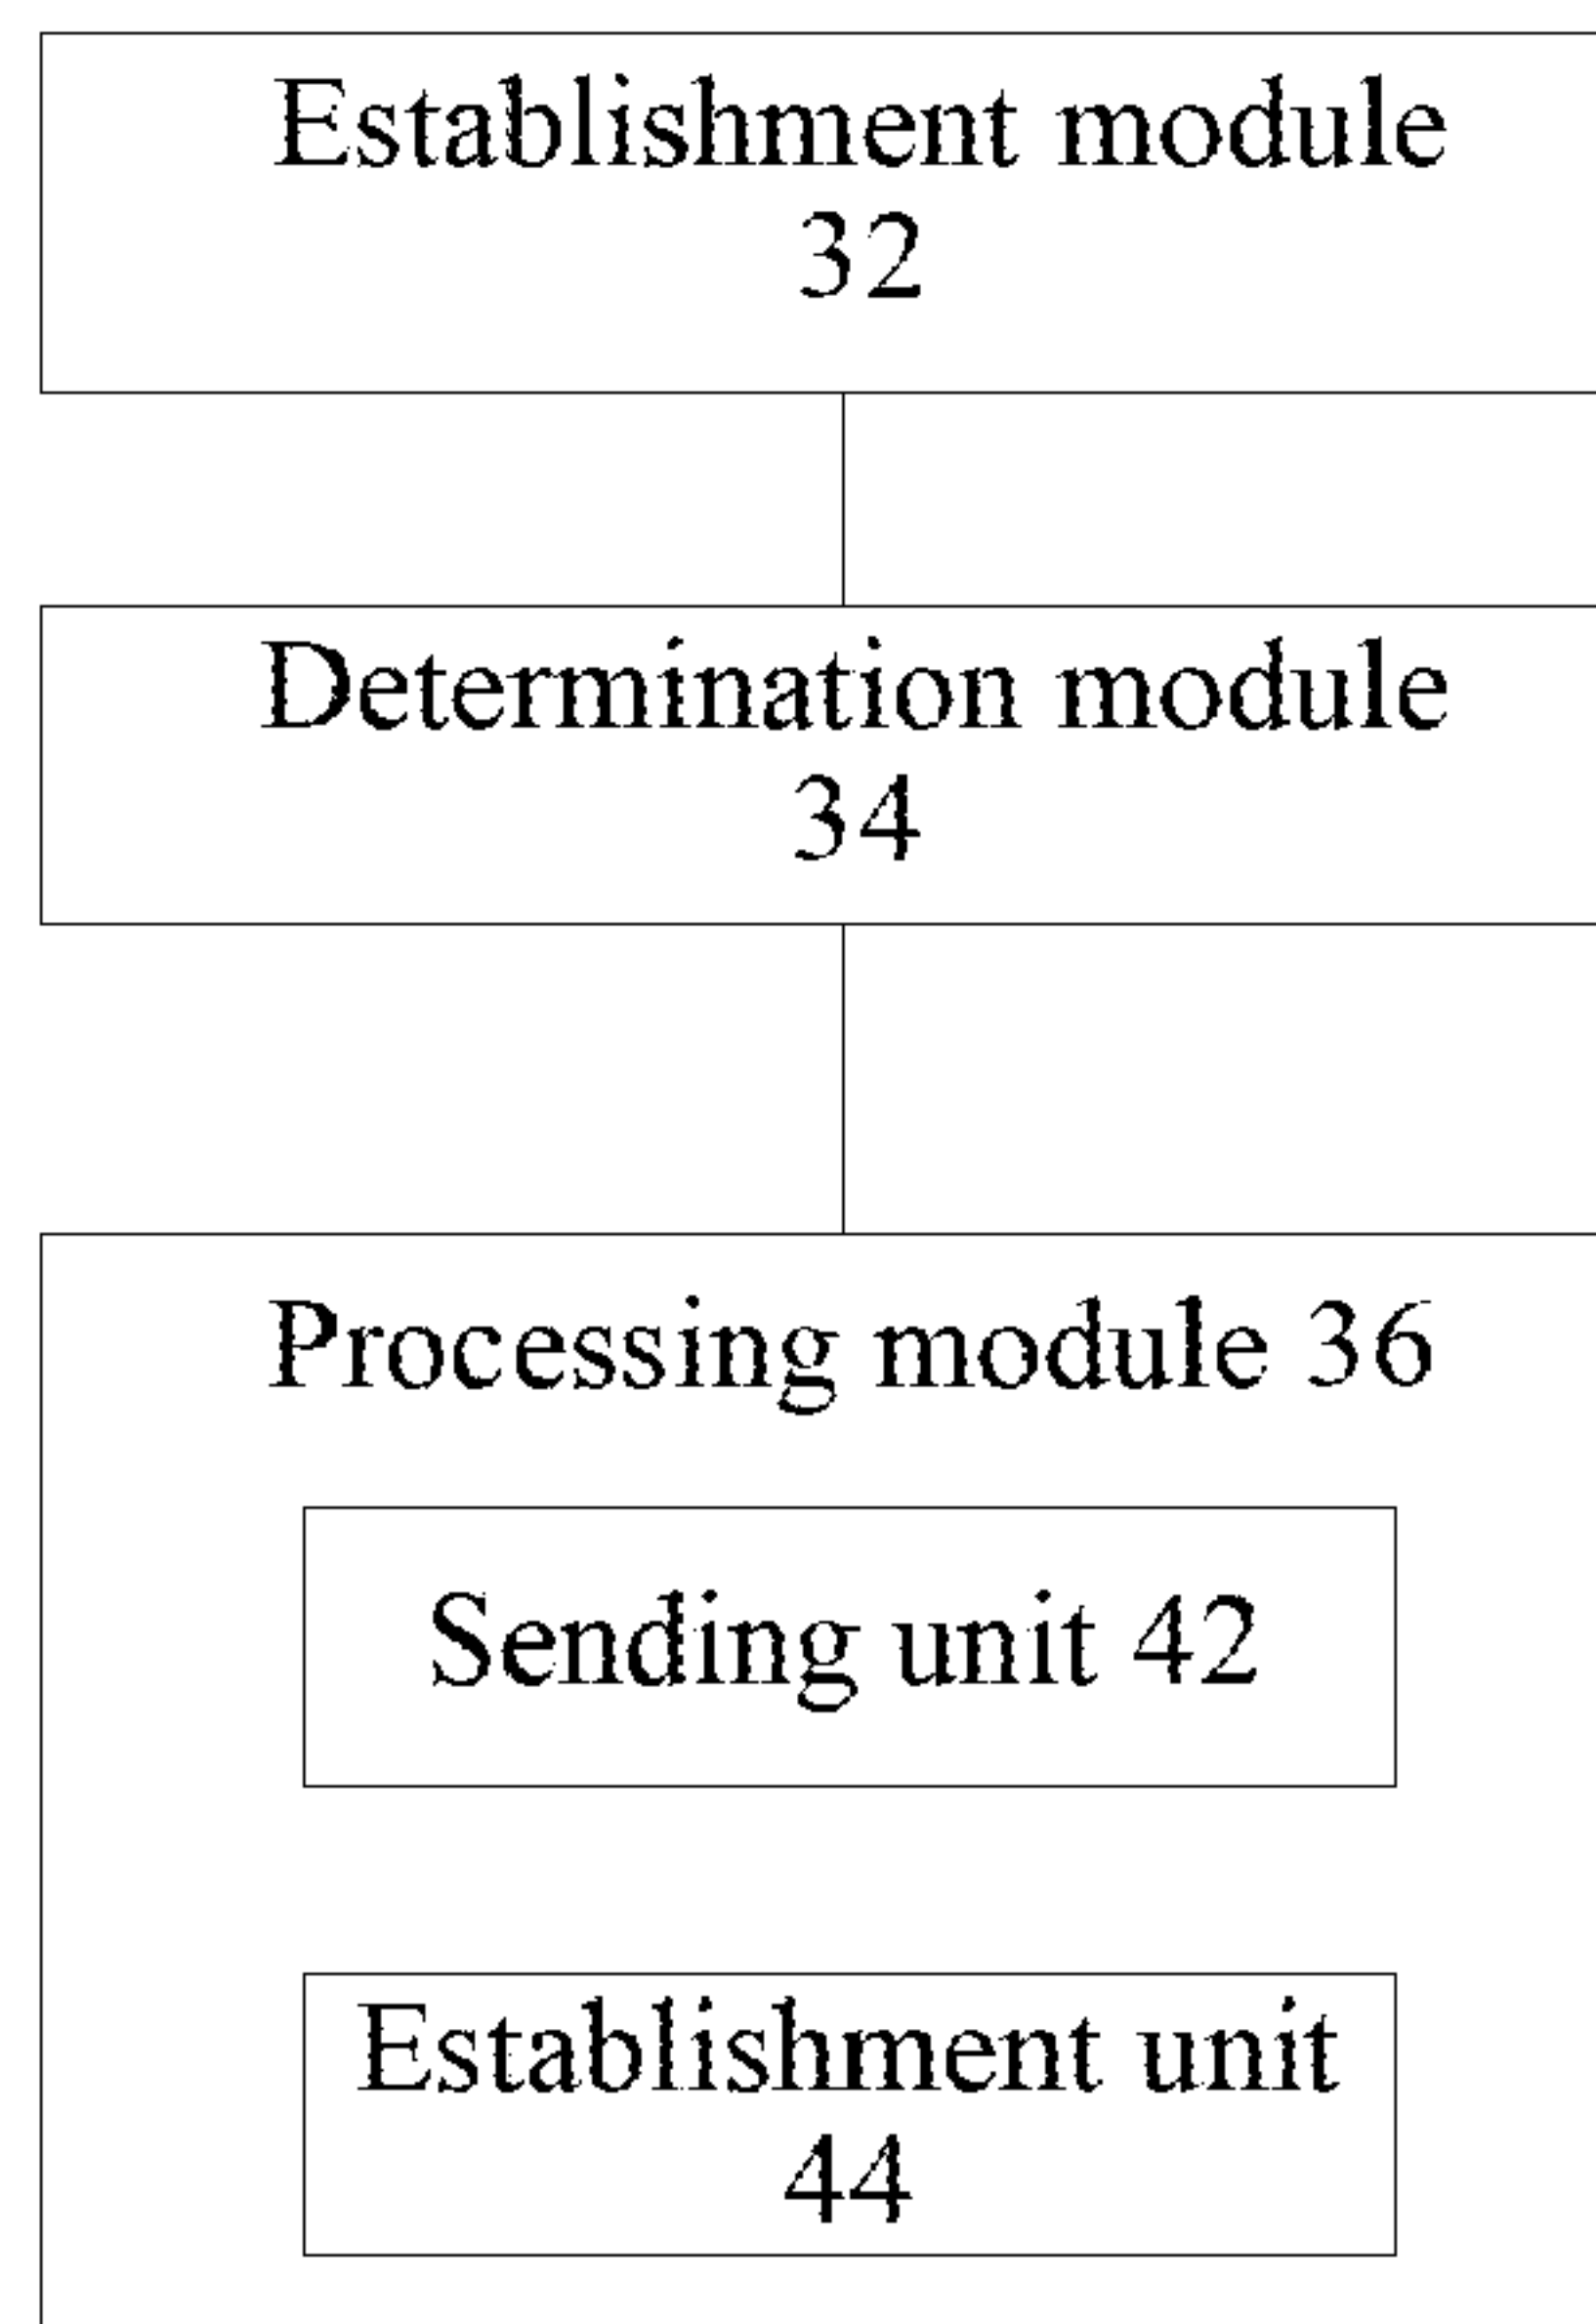 Establishment module
32
Determination module
34
Processing module 36
Sending unit 42
Establishment unit
44